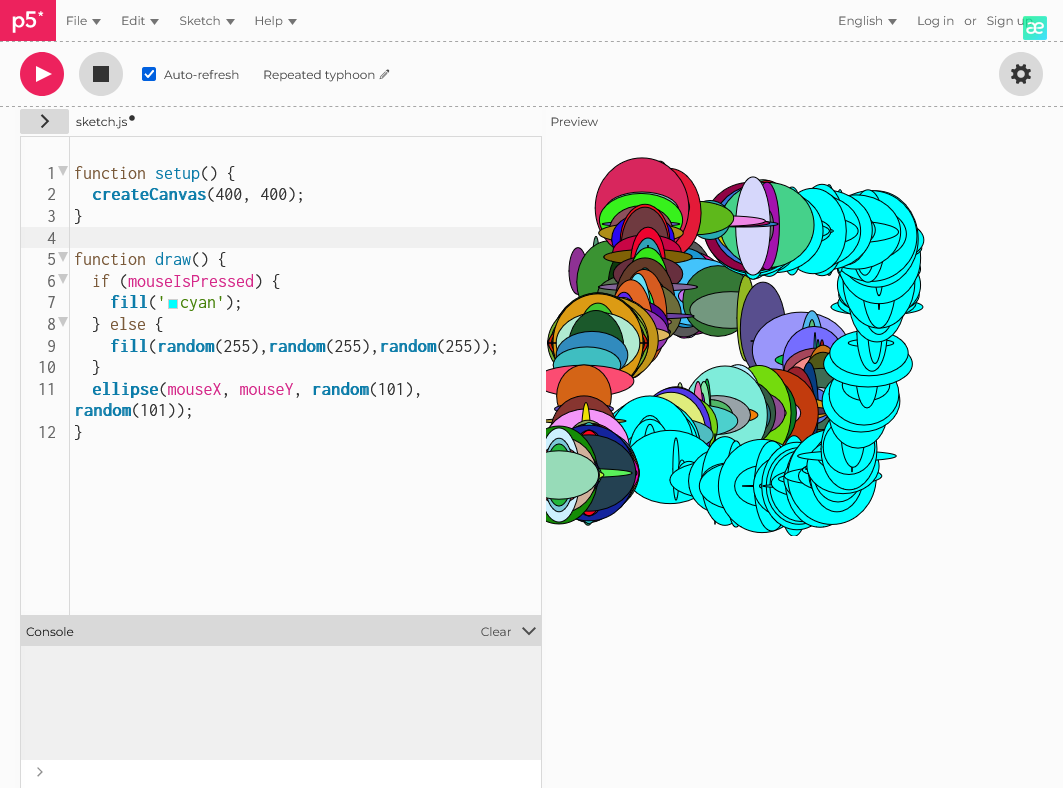 p5* File Edit Sketch Help English Log in or Sign up æ
Auto-refresh Repeated typhoon
sketch.js Preview
1 function setup() {
2 createCanvas(400, 400);
3 }
4
5 function draw() {
6 if (mouseIsPressed) {
7 fill('cyan');
8 } else {
9 fill(random(255),random(255),random(255));
10 }
11 ellipse(mouseX, mouseY, random(101),
random(101));
12 }
Console Clear
>